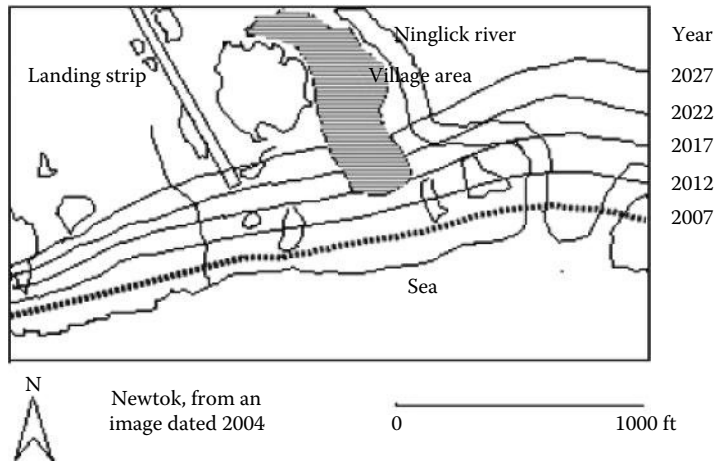 Ninglick river
Year
Landing strip
Village area
2027
2022
2017
2012
2007
Sea
N
Newtok, from an
image dated 2004
0
1000 ft